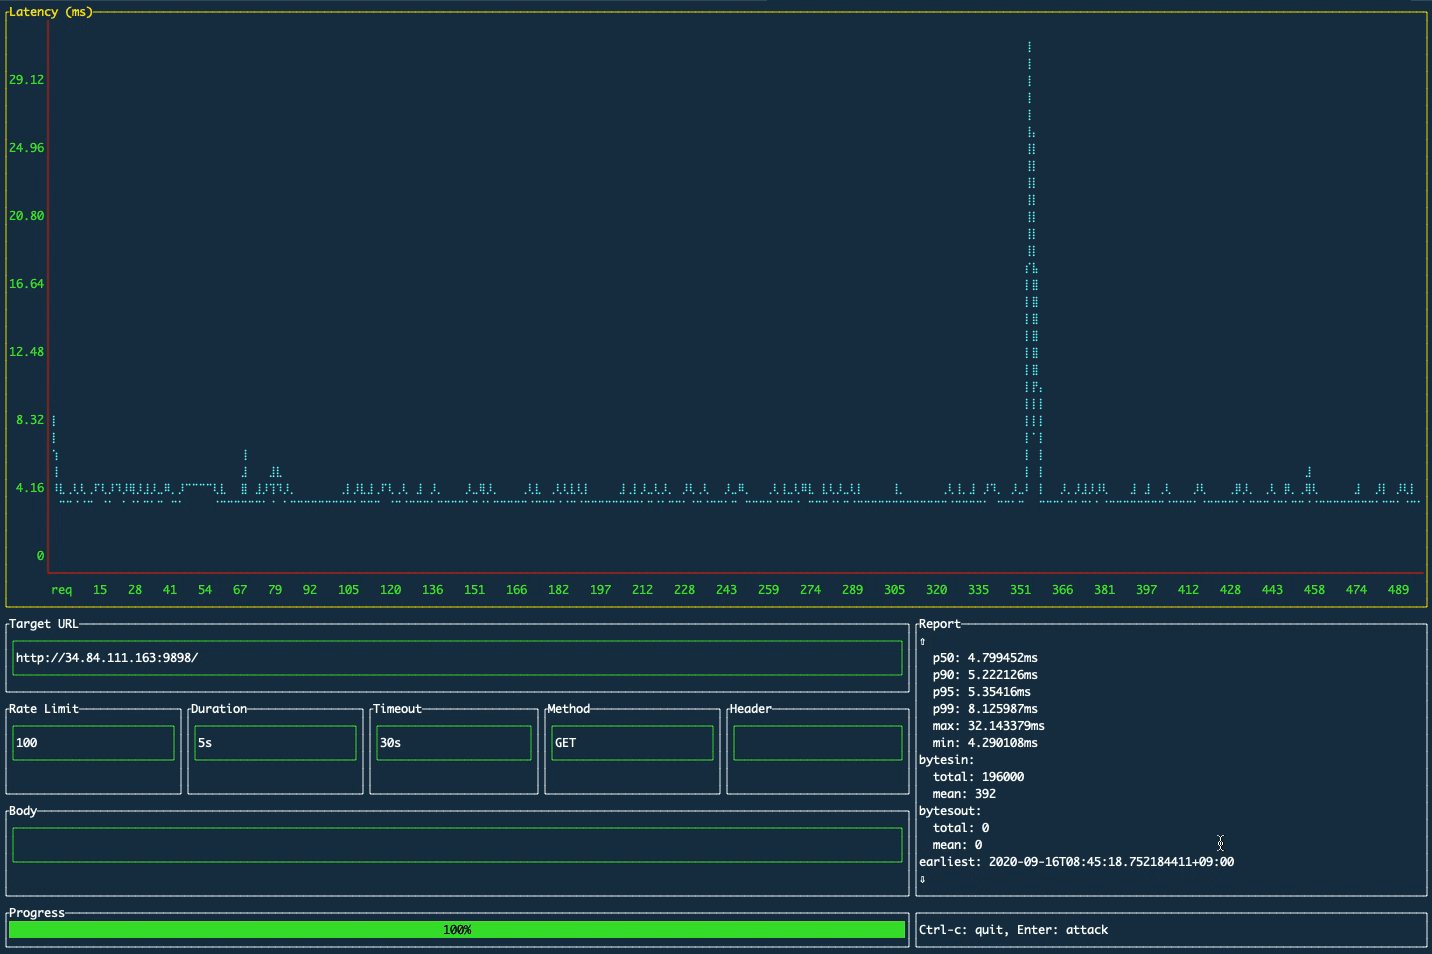 Latency (ms)
29.12
24.96
20.80
16.64
12.48
8.32
4.16
0
req 15 28 41 54 67 79 92 105 120 136 151 166 182 197 212 228 243 259 274 289 305 320 335 351 366 381 397 412 428 443 458 474 489
Target URL
http://34.84.111.163:9898/
Rate Limit Duration Timeout Method Header
100 5s 30s GET
Body
Progress
100%
Report
⇧
p50: 4.799452ms
p90: 5.222126ms
p95: 5.35416ms
p99: 8.125987ms
max: 32.143379ms
min: 4.290108ms
bytesin:
total: 196000
mean: 392
bytesout:
total: 0
mean: 0
earliest: 2020-09-16T08:45:18.752184411+09:00
⇩
Ctrl-c: quit, Enter: attack